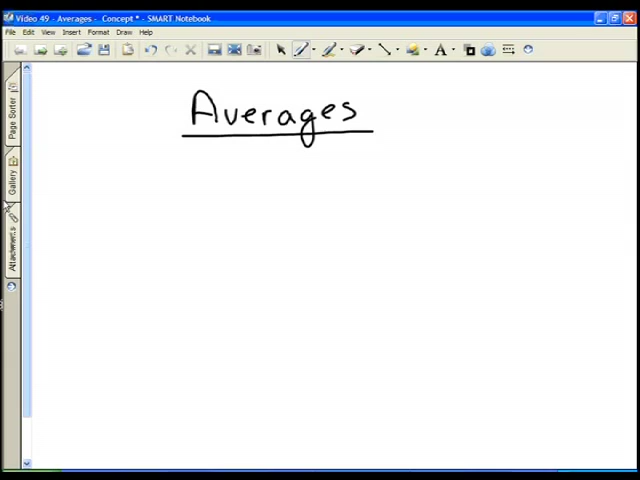 Video 49 - Averages - Concept * - SMART Notebook
File Edit View Insert Format Draw Help
Averages
Page Sorter
Gallery
Attachments